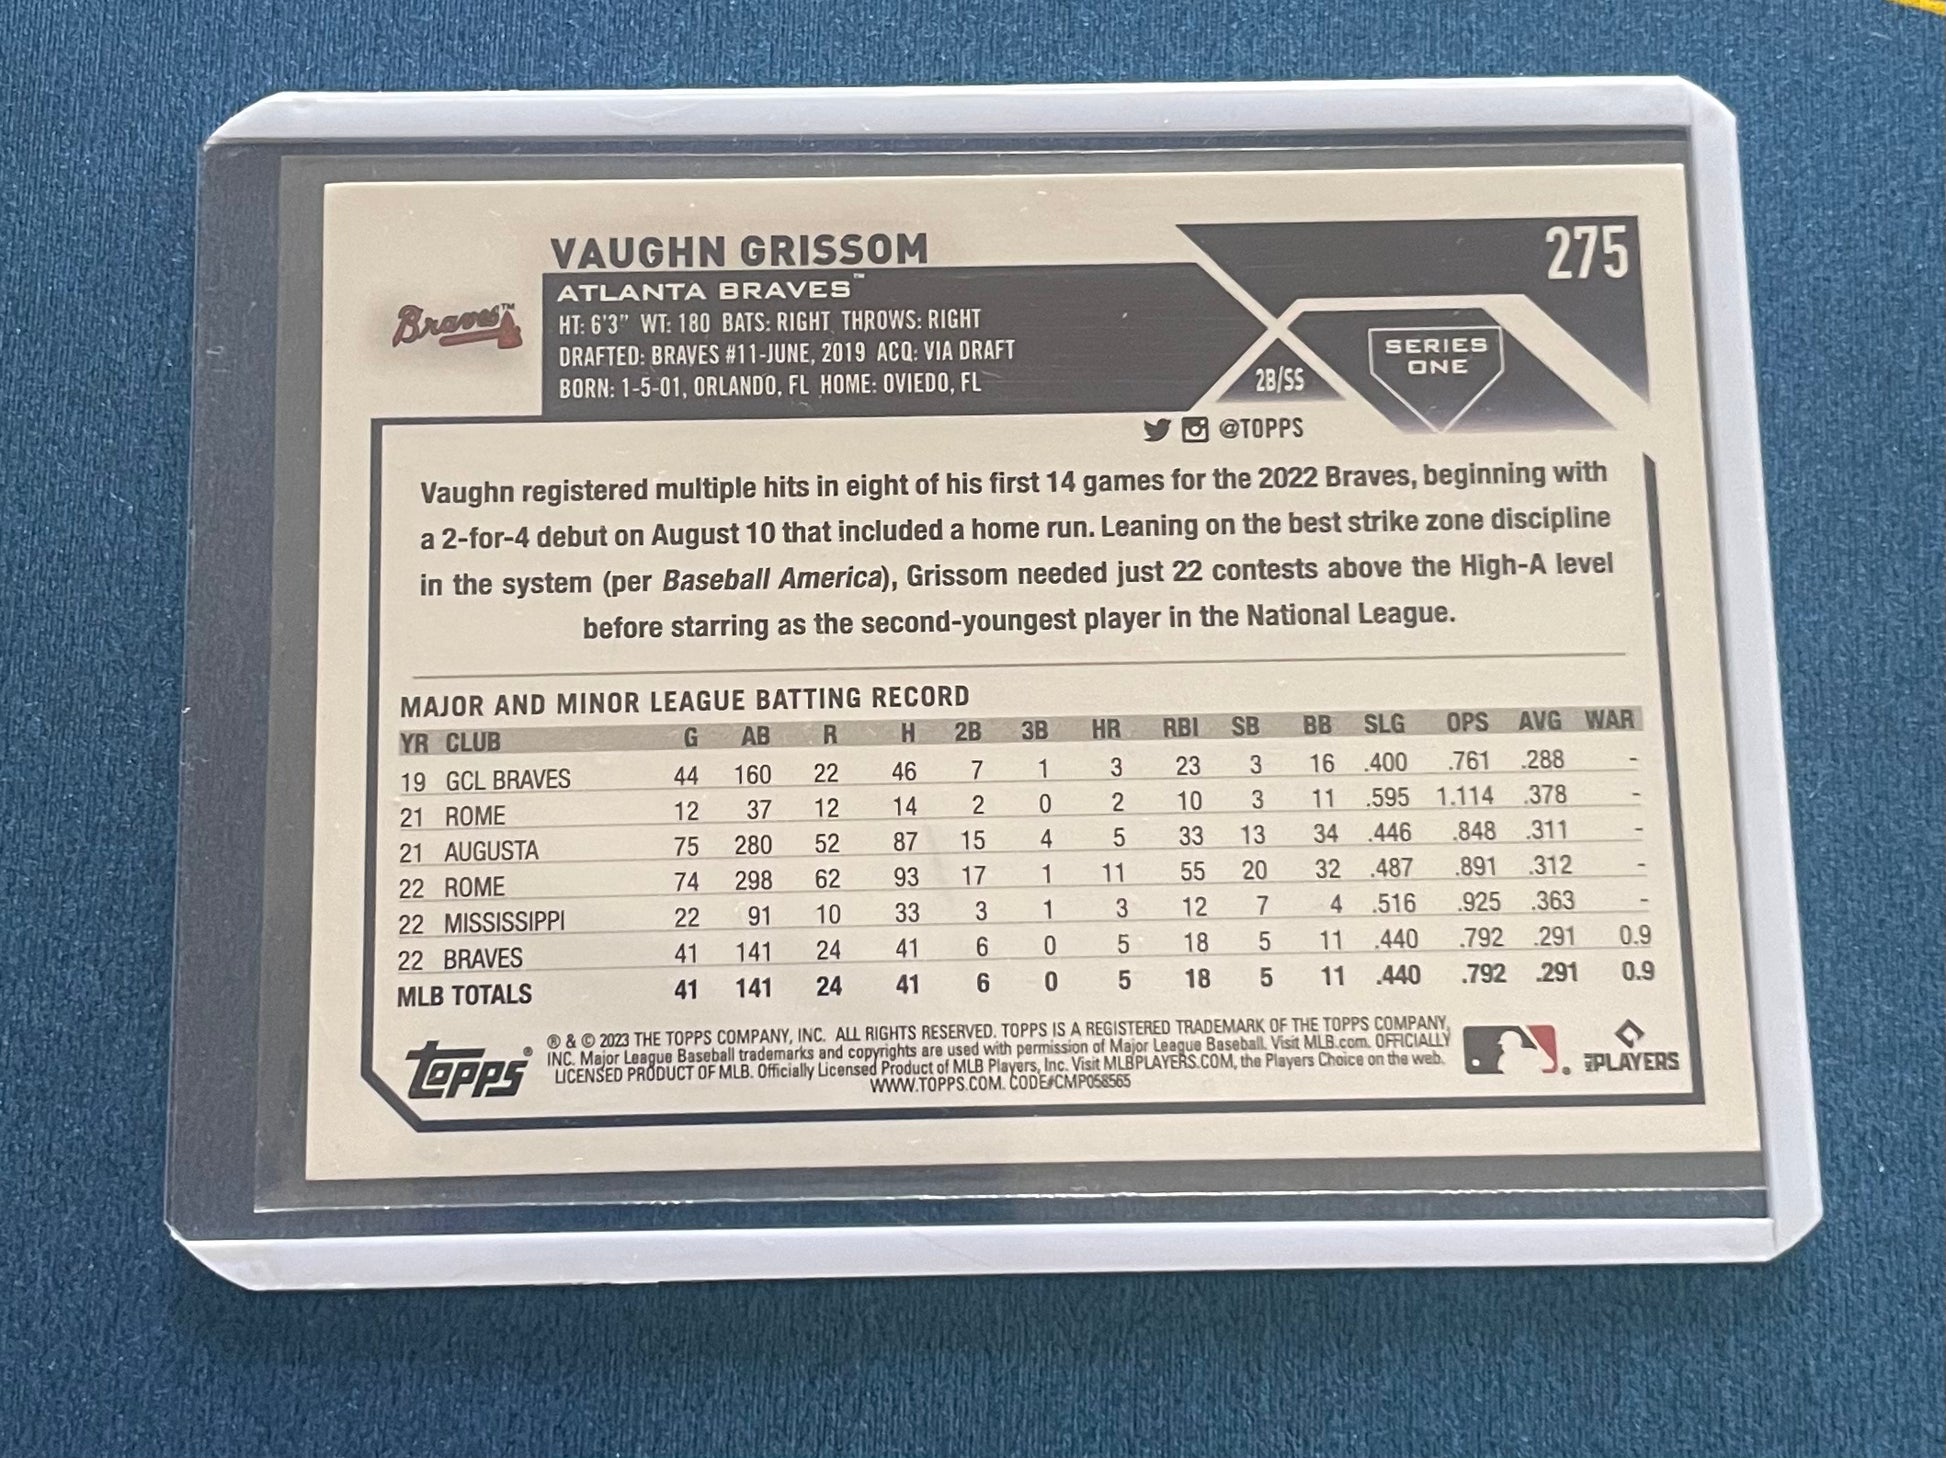 275
VAUGHN GRISSOM
Braves™
ATLANTA BRAVES™
HT: 6'3" WT: 180 BATS: RIGHT THROWS: RIGHT
DRAFTED: BRAVES #11-JUNE, 2019 ACQ: VIA DRAFT
BORN: 1-5-01, ORLANDO, FL HOME: OVIEDO, FL
2B/SS
SERIES
ONE
@TOPPS
Vaughn registered multiple hits in eight of his first 14 games for the 2022 Braves, beginning with
a 2-for-4 debut on August 10 that included a home run. Leaning on the best strike zone discipline
in the system (per Baseball America), Grissom needed just 22 contests above the High-A level
before starring as the second-youngest player in the National League.
MAJOR AND MINOR LEAGUE BATTING RECORD
YR CLUB G AB R H 2B 3B HR RBI SB BB SLG OPS AVG WAR
19 GCL BRAVES 44 160 22 46 7 1 3 23 3 16 .400 .761 .288 -
21 ROME 12 37 12 14 2 0 2 10 3 11 .595 1.114 .378 -
21 AUGUSTA 75 280 52 87 15 4 5 33 13 34 .446 .848 .311 -
22 ROME 74 298 62 93 17 1 11 55 20 32 .487 .891 .312 -
22 MISSISSIPPI 22 91 10 33 3 1 3 12 7 4 .516 .925 .363 -
22 BRAVES 41 141 24 41 6 0 5 18 5 11 .440 .792 .291 0.9
MLB TOTALS 41 141 24 41 6 0 5 18 5 11 .440 .792 .291 0.9
topps®
® & © 2023 THE TOPPS COMPANY, INC. ALL RIGHTS RESERVED. TOPPS IS A REGISTERED TRADEMARK OF THE TOPPS COMPANY,
INC. Major League Baseball trademarks and copyrights are used with permission of Major League Baseball. Visit MLB.com. OFFICIALLY
LICENSED PRODUCT OF MLB. Officially Licensed Product of MLB Players, Inc. Visit MLBPLAYERS.COM, the Players Choice on the web.
WWW.TOPPS.COM. CODE#CMP058565
PLAYERS